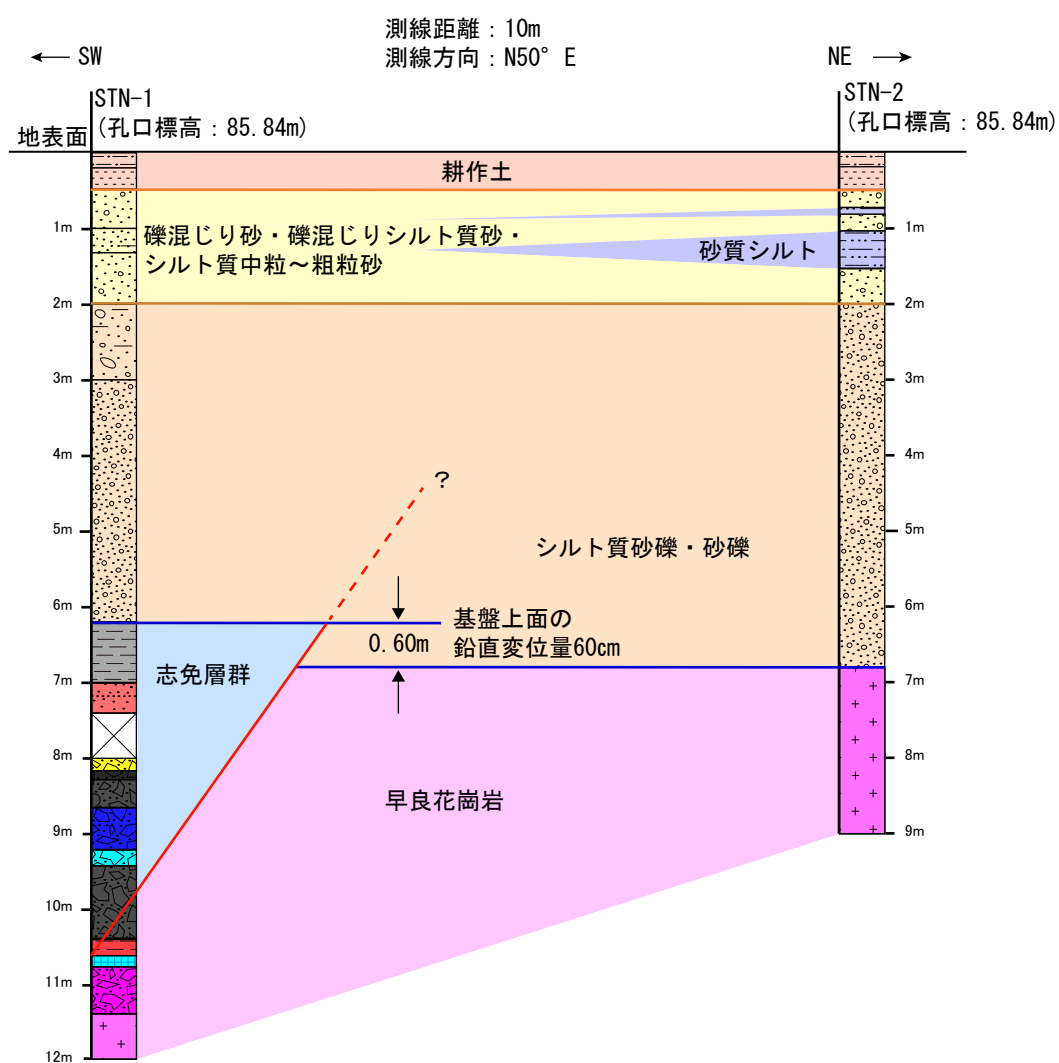 測線距離：10m
測線方向：N50°E
← SW
NE →
STN-1
(孔口標高：85.84m)
STN-2
(孔口標高：85.84m)
地表面
耕作土
礫混じり砂・礫混じりシルト質砂・
シルト質中粒～粗粒砂
砂質シルト
1m
1m
2m
2m
3m
3m
4m
4m
?
5m
5m
シルト質砂礫・砂礫
6m
6m
基盤上面の
鉛直変位量60cm
0.60m
志免層群
7m
7m
8m
8m
早良花崗岩
9m
9m
10m
11m
12m